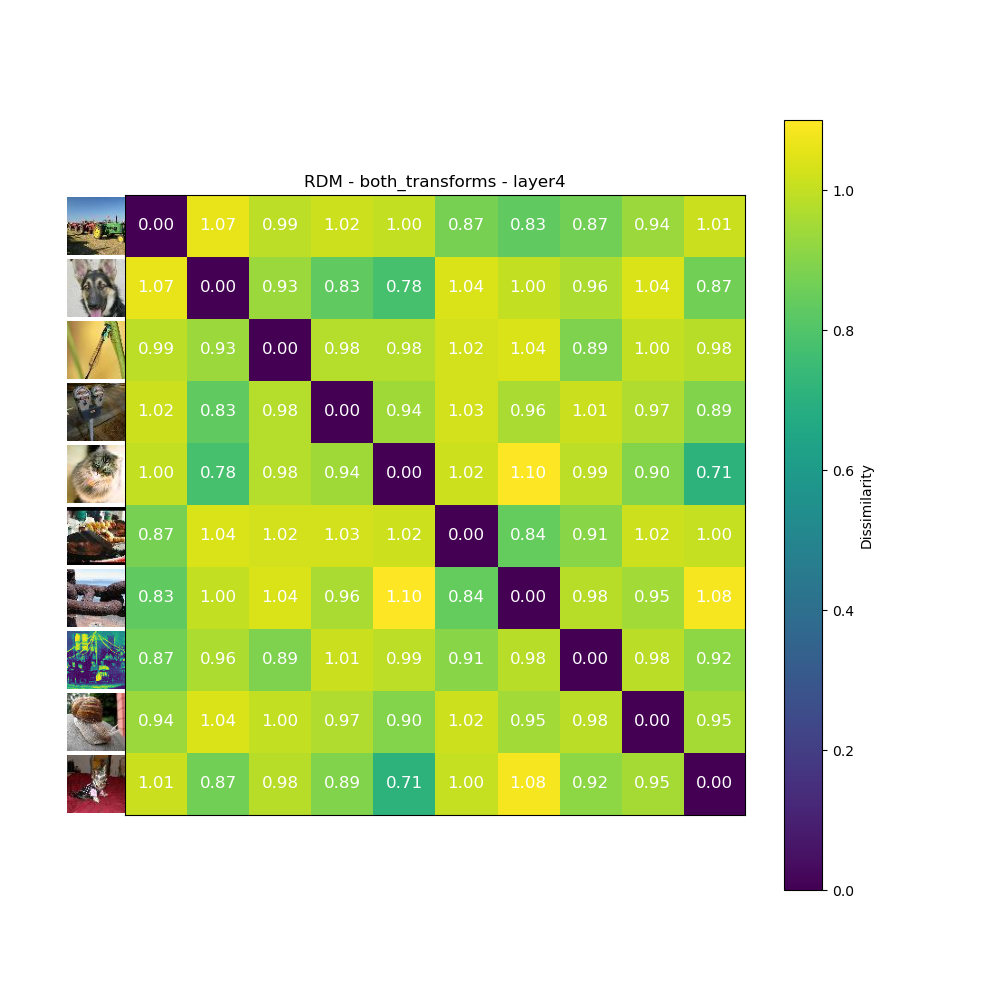 RDM - both_transforms - layer4
0.00 1.07 0.99 1.02 1.00 0.87 0.83 0.87 0.94 1.01
1.07 0.00 0.93 0.83 0.78 1.04 1.00 0.96 1.04 0.87
0.99 0.93 0.00 0.98 0.98 1.02 1.04 0.89 1.00 0.98
1.02 0.83 0.98 0.00 0.94 1.03 0.96 1.01 0.97 0.89
1.00 0.78 0.98 0.94 0.00 1.02 1.10 0.99 0.90 0.71
0.87 1.04 1.02 1.03 1.02 0.00 0.84 0.91 1.02 1.00
0.83 1.00 1.04 0.96 1.10 0.84 0.00 0.98 0.95 1.08
0.87 0.96 0.89 1.01 0.99 0.91 0.98 0.00 0.98 0.92
0.94 1.04 1.00 0.97 0.90 1.02 0.95 0.98 0.00 0.95
1.01 0.87 0.98 0.89 0.71 1.00 1.08 0.92 0.95 0.00
1.0
0.8
0.6
0.4
0.2
0.0
Dissimilarity